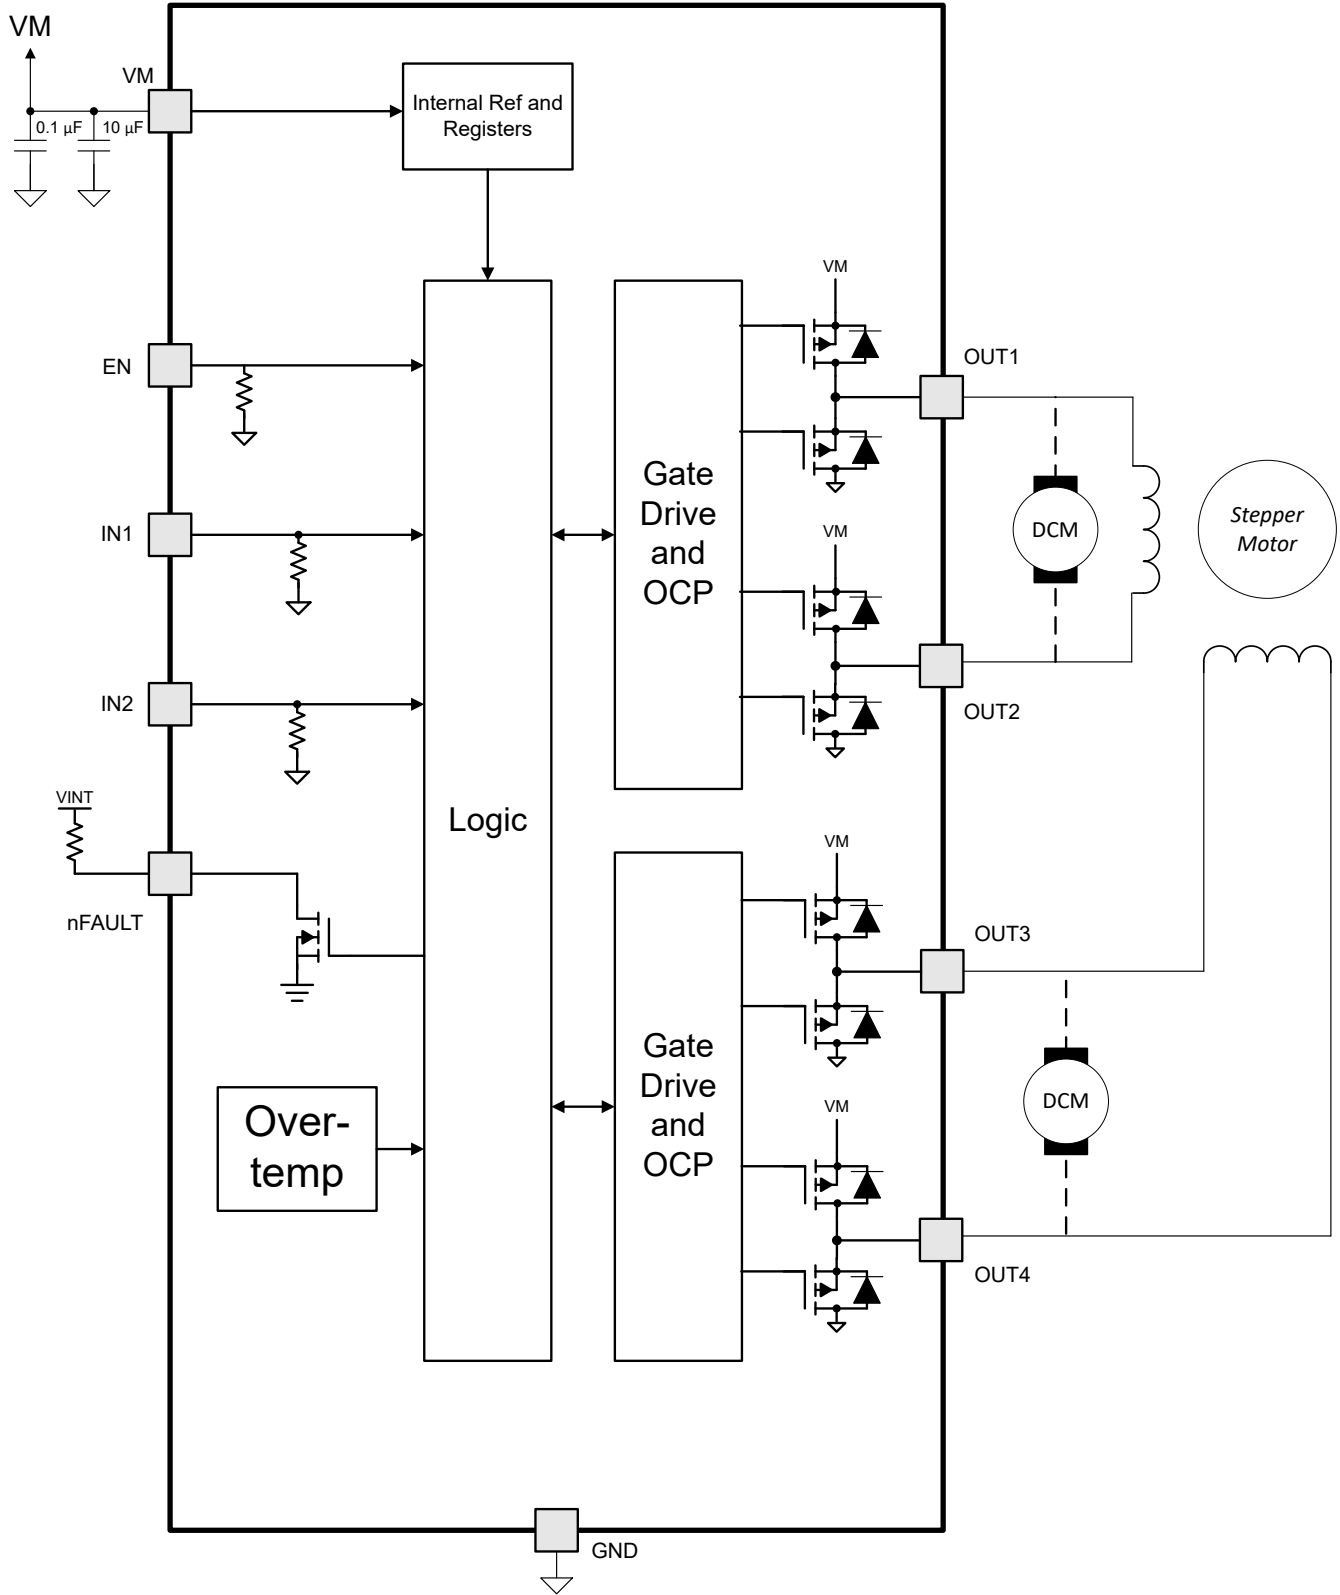 VM
VM
0.1 µF
10 µF
Internal Ref and
Registers
VM
EN
OUT1
Gate
Drive
and
OCP
IN1
DCM
Stepper
Motor
VM
IN2
OUT2
VINT
Logic
VM
nFAULT
OUT3
Gate
Drive
and
OCP
Over-
temp
DCM
VM
OUT4
GND